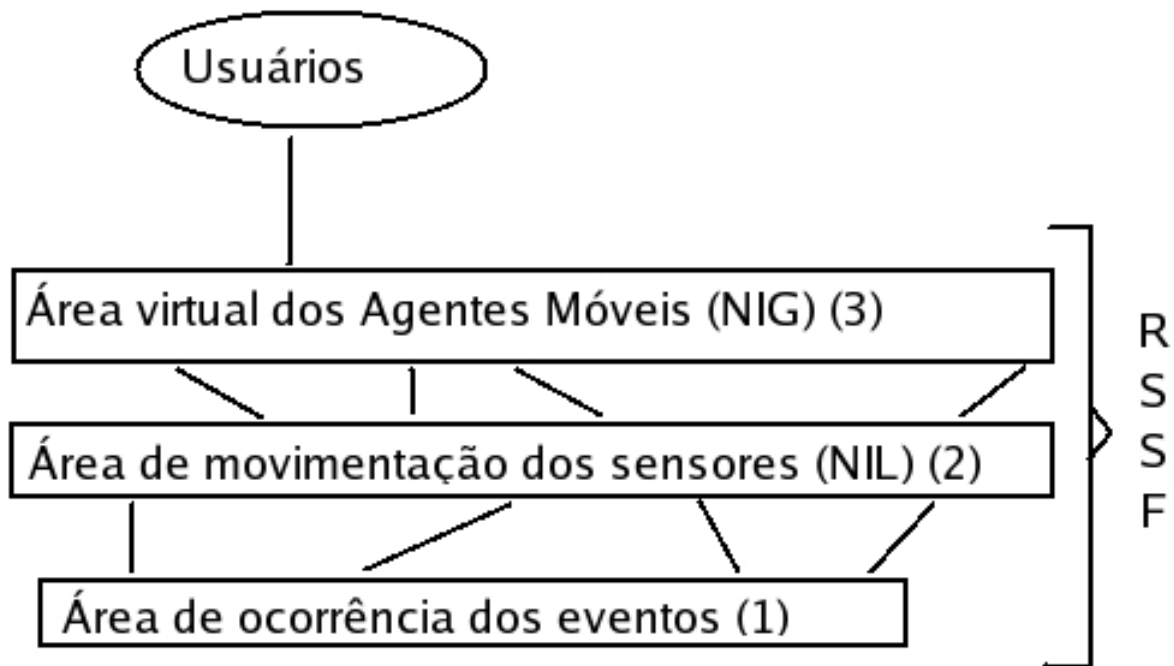 Usuários
Área virtual dos Agentes Móveis (NIG) (3)
Área de movimentação dos sensores (NIL) (2)
Área de ocorrência dos eventos (1)
R
S
S
F